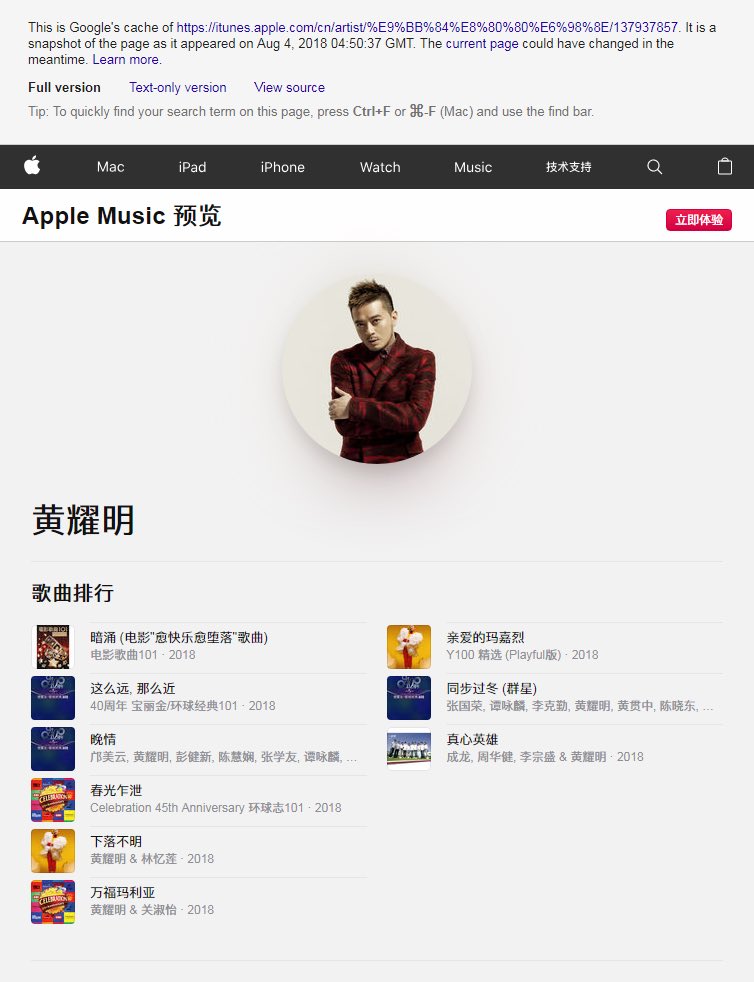 This is Google's cache of https://itunes.apple.com/cn/artist/%E9%BB%84%E8%80%80%E6%98%8E/137937857. It is a
snapshot of the page as it appeared on Aug 4, 2018 04:50:37 GMT. The current page could have changed in the
meantime. Learn more.
Full version Text-only version View source
Tip: To quickly find your search term on this page, press Ctrl+F or ⌘-F (Mac) and use the find bar.
Mac iPad iPhone Watch Music 技术支持
Apple Music 预览 立即体验
黄耀明
歌曲排行
暗涌 (电影"愈快乐愈堕落"歌曲)
电影歌曲101 · 2018
这么远, 那么近
40周年 宝丽金/环球经典101 · 2018
晚情
邝美云, 黄耀明, 彭健新, 陈慧娴, 张学友, 谭咏麟, ...
春光乍泄
Celebration 45th Anniversary 环球志101 · 2018
下落不明
黄耀明 & 林忆莲 · 2018
万福玛利亚
黄耀明 & 关淑怡 · 2018
亲爱的玛嘉烈
Y100 精选 (Playful版) · 2018
同步过冬 (群星)
张国荣, 谭咏麟, 李克勤, 黄耀明, 黄贯中, 陈晓东, ...
真心英雄
成龙, 周华健, 李宗盛 & 黄耀明 · 2018